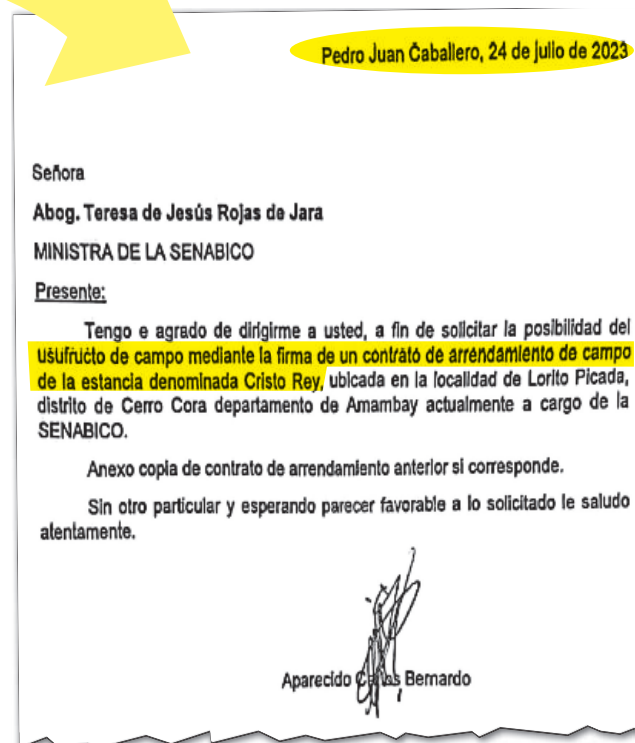 Pedro Juan Caballero, 24 de julio de 2023
Señora
Abog. Teresa de Jesús Rojas de Jara
MINISTRA DE LA SENABICO
Presente:
Tengo e agrado de dirigirme a usted, a fin de solicitar la posibilidad del
usufructo de campo mediante la firma de un contrato de arrendamiento de campo
de la estancia denominada Cristo Rey, ubicada en la localidad de Lorito Picada,
distrito de Cerro Cora departamento de Amambay actualmente a cargo de la
SENABICO.
Anexo copia de contrato de arrendamiento anterior si corresponde.
Sin otro particular y esperando parecer favorable a lo solicitado le saludo
atentamente.
Aparecido Carlos Bernardo